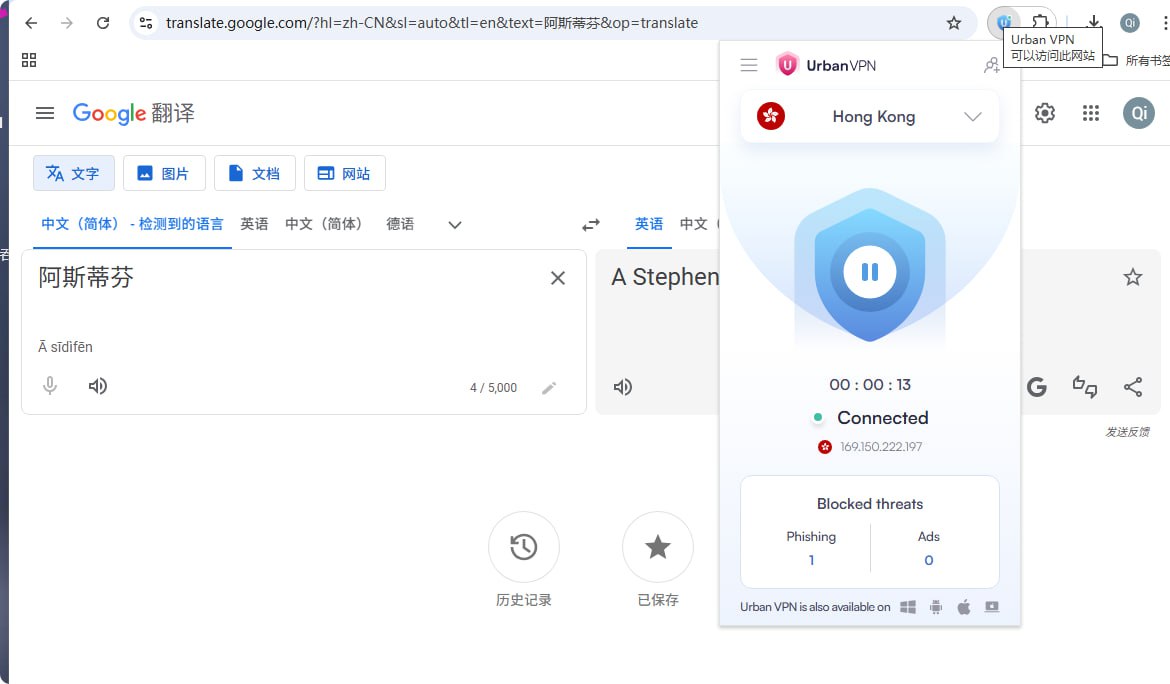 translate.google.com/?hl=zh-CN&sl=auto&tl=en&text=阿斯蒂芬&op=translate
Qi
Urban VPN
可以访问此网站
所有书签
UrbanVPN
Google 翻译
Hong Kong
Qi
文字
图片
文档
网站
中文（简体） - 检测到的语言
英语
中文（简体）
德语
英语
中文（
阿斯蒂芬
A Stephen
Ā sīdìfēn
4 / 5,000
00 : 00 : 13
Connected
169.150.222.197
发送反馈
Blocked threats
Phishing
Ads
1
0
历史记录
已保存
Urban VPN is also available on